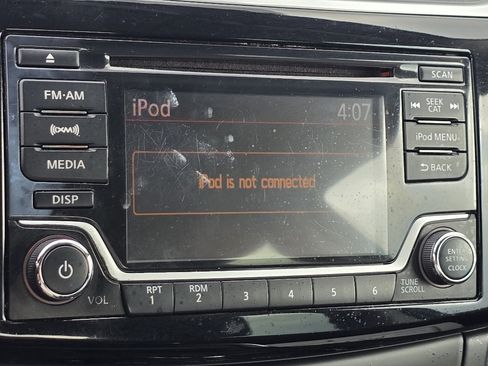 SCAN
FM·AM
XM
MEDIA
DISP
VOL
iPod 4:07
iPod is not connected
SEEK
CAT
iPod MENU
BACK
ENTER
SETTING
CLOCK
TUNE
SCROLL
RPT
1
RDM
2
3
4
5
6